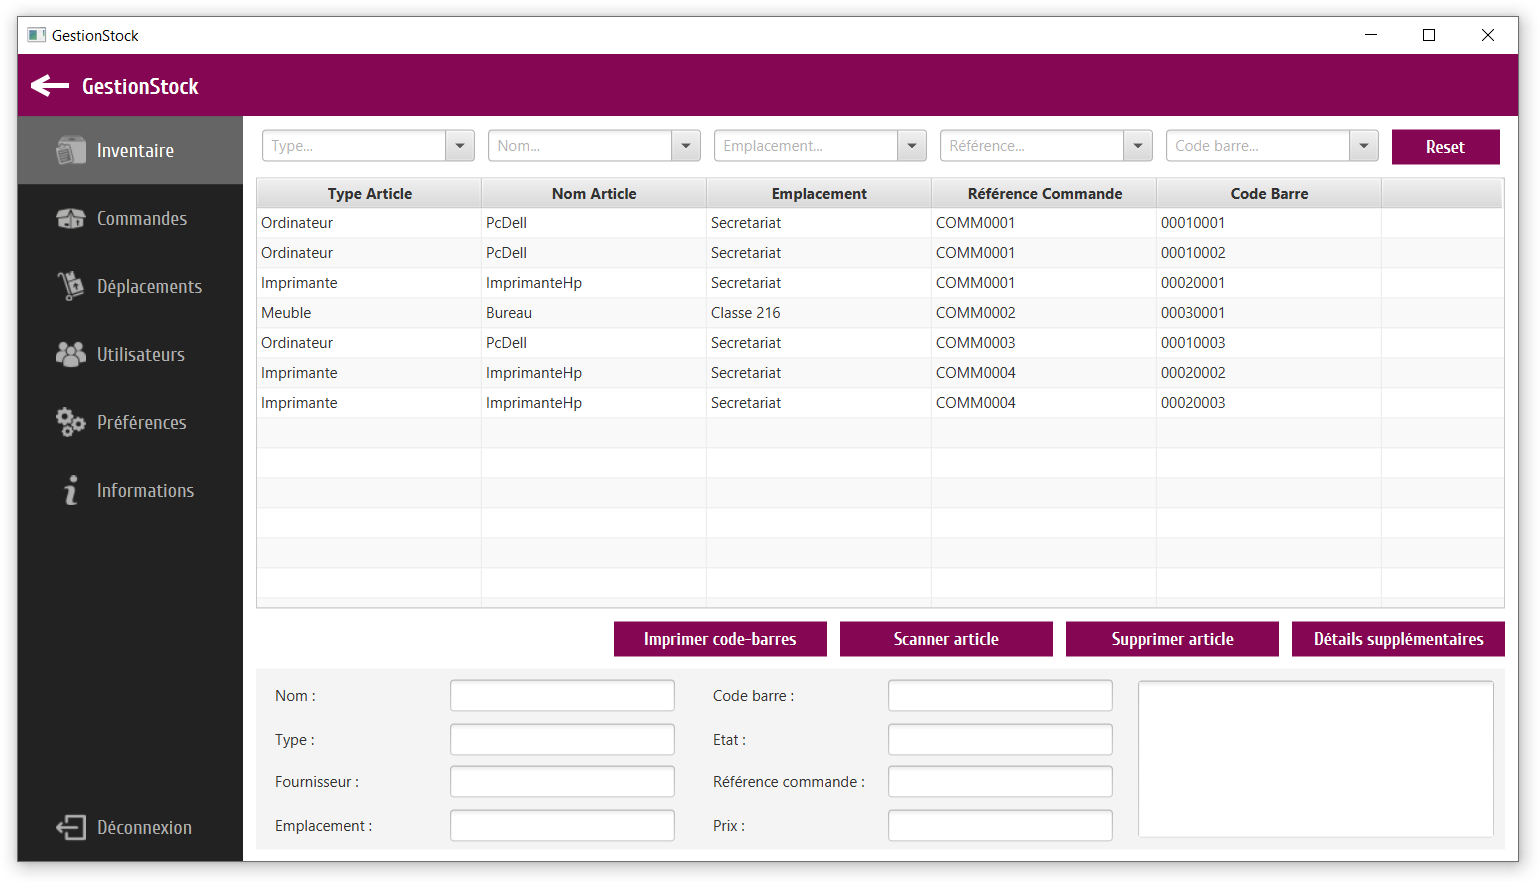 GestionStock
GestionStock
Inventaire
Commandes
Déplacements
Utilisateurs
Préférences
Informations
Déconnexion
Type... Nom... Emplacement... Référence... Code barre... Reset
Type Article Nom Article Emplacement Référence Commande Code Barre
Ordinateur PcDell Secretariat COMM0001 00010001
Ordinateur PcDell Secretariat COMM0001 00010002
Imprimante ImprimanteHp Secretariat COMM0001 00020001
Meuble Bureau Classe 216 COMM0002 00030001
Ordinateur PcDell Secretariat COMM0003 00010003
Imprimante ImprimanteHp Secretariat COMM0004 00020002
Imprimante ImprimanteHp Secretariat COMM0004 00020003
Imprimer code-barres Scanner article Supprimer article Détails supplémentaires
Nom : Code barre :
Type : Etat :
Fournisseur : Référence commande :
Emplacement : Prix :